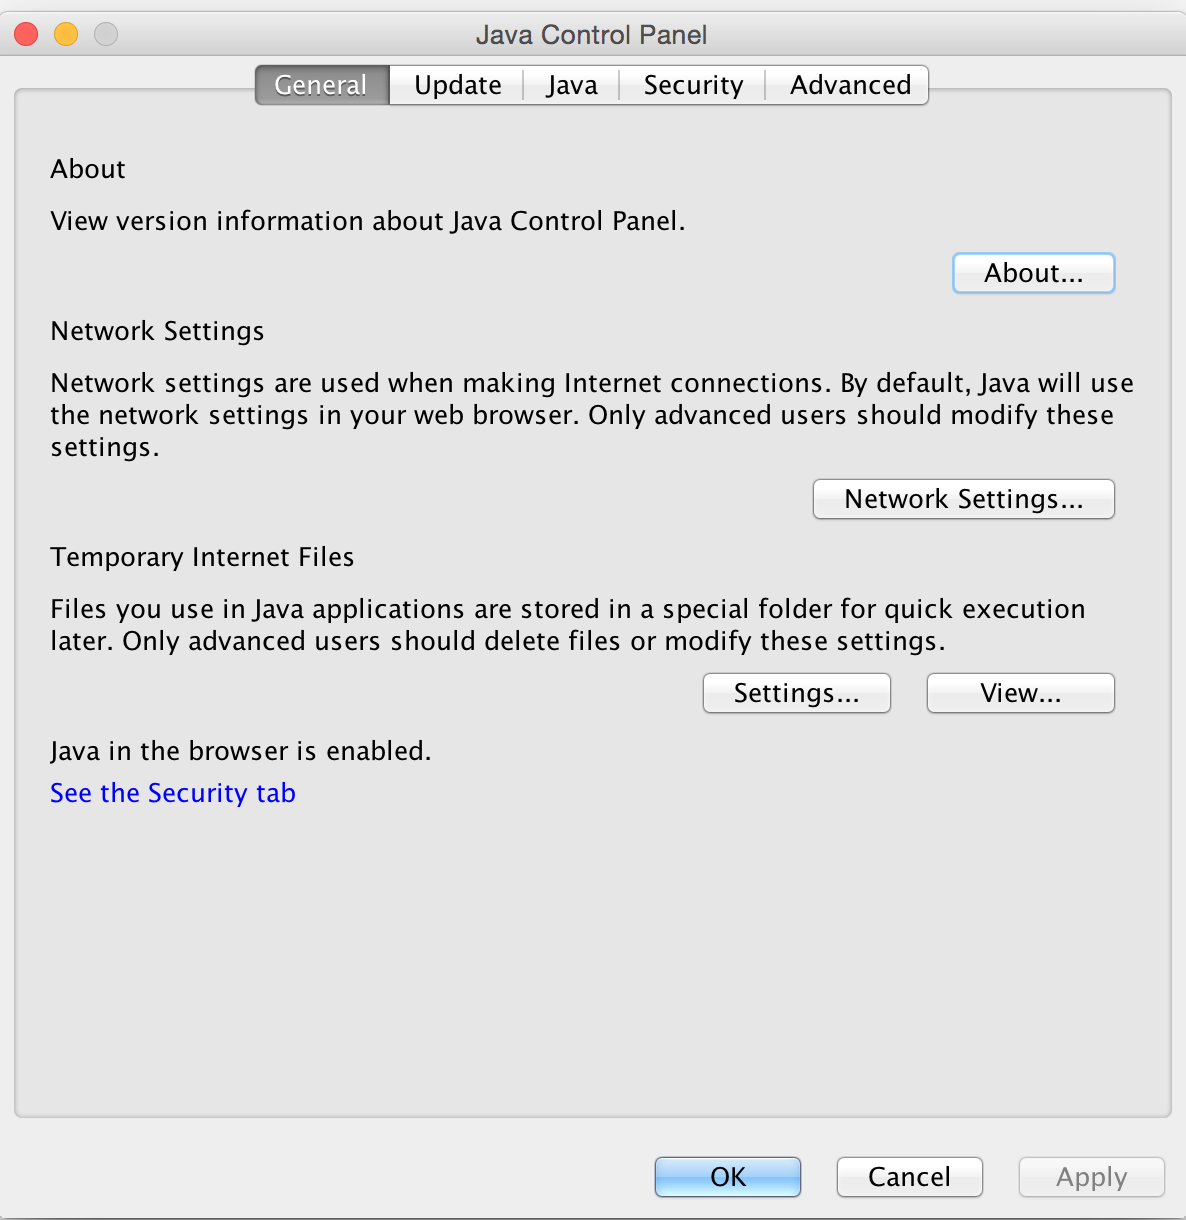 Java Control Panel
General Update Java Security Advanced
About
View version information about Java Control Panel.
About...
Network Settings
Network settings are used when making Internet connections. By default, Java will use
the network settings in your web browser. Only advanced users should modify these
settings.
Network Settings...
Temporary Internet Files
Files you use in Java applications are stored in a special folder for quick execution
later. Only advanced users should delete files or modify these settings.
Settings... View...
Java in the browser is enabled.
See the Security tab
OK Cancel Apply